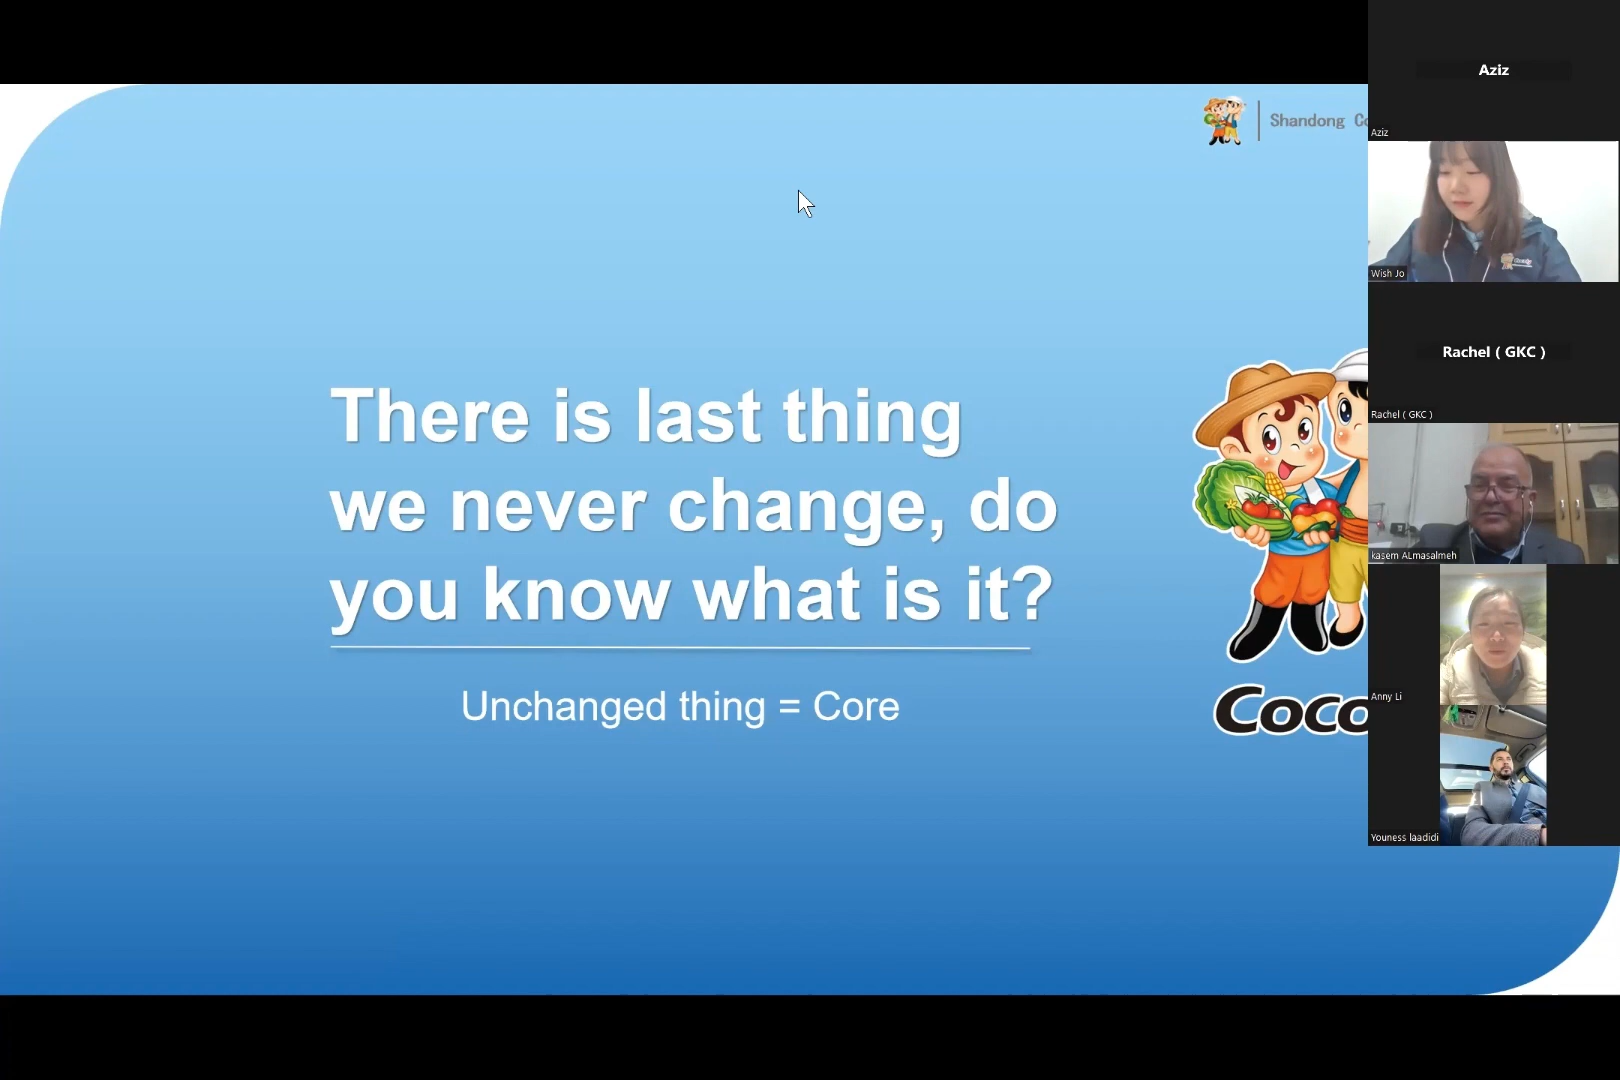 Shandong
There is last thing
we never change, do
you know what is it?
Unchanged thing = Core
Coco
Aziz
Aziz
Wish Jo
Rachel ( GKC )
Rachel ( GKC )
kasem ALmasalmeh
Anny Li
Youness laadidi